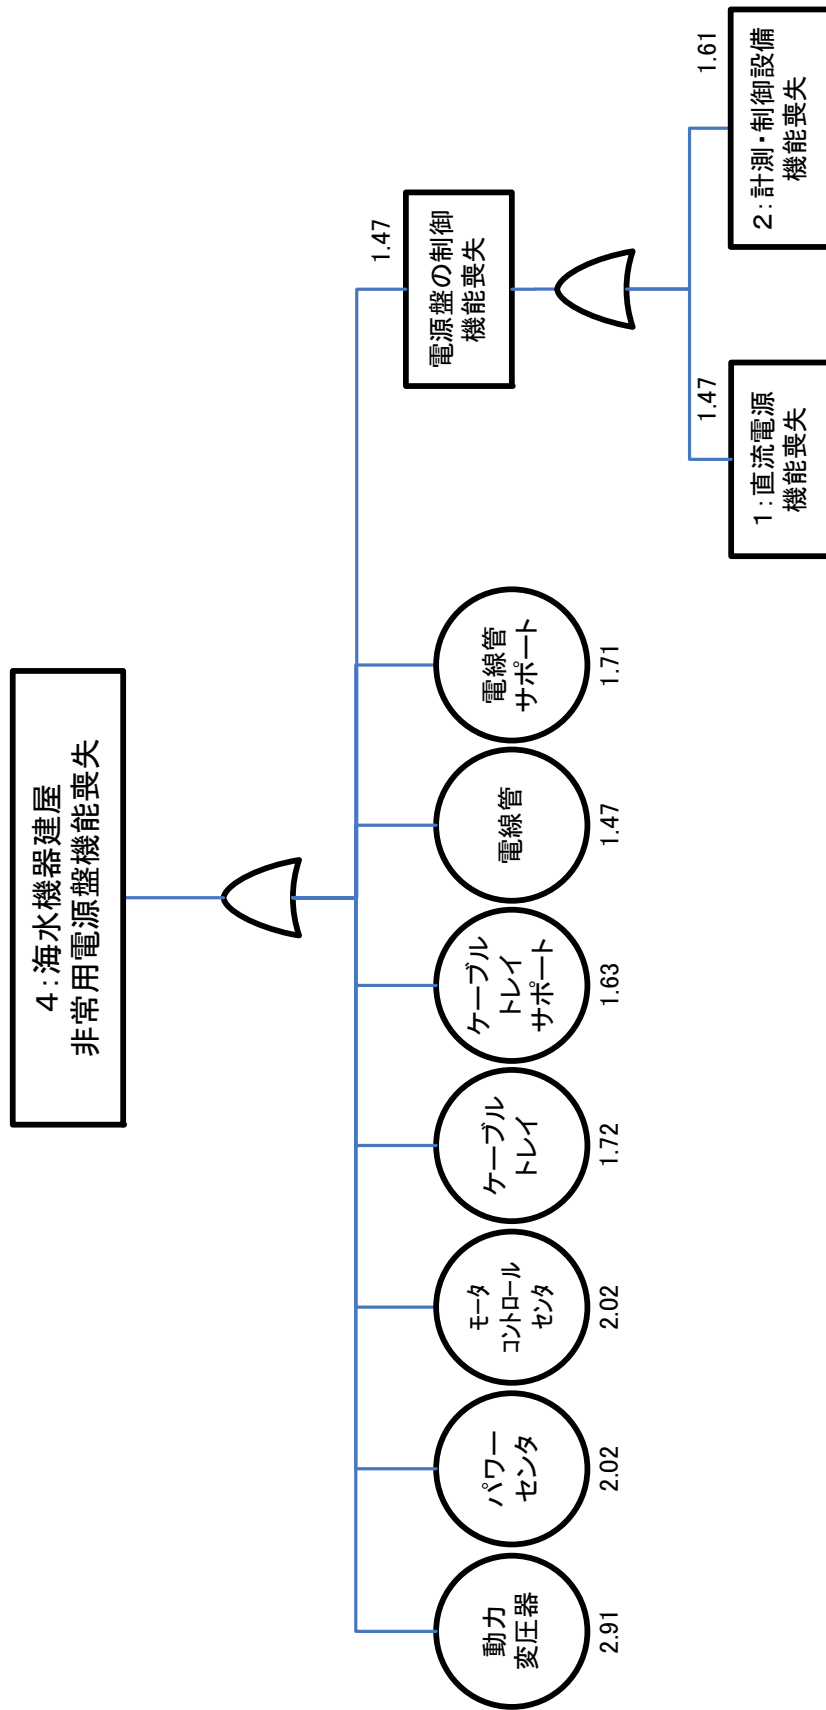 4:海水機器建屋
非常用電源盤機能喪失
動力
変圧器
2.91
パワー
センタ
2.02
モータ
コントロール
センタ
2.02
ケーブル
トレイ
1.72
ケーブル
トレイ
サポート
1.63
電線管
1.47
電線管
サポート
1.71
1.47
電源盤の制御
機能喪失
1.47
1:直流電源
機能喪失
1.61
2:計測・制御設備
機能喪失